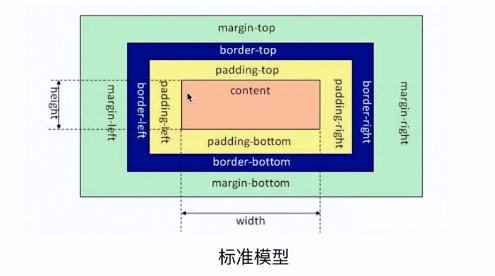 margin-top
border-top
padding-top
content
height
margin-left
border-left
padding-left
padding-right
border-right
margin-right
padding-bottom
border-bottom
margin-bottom
width
标准模型